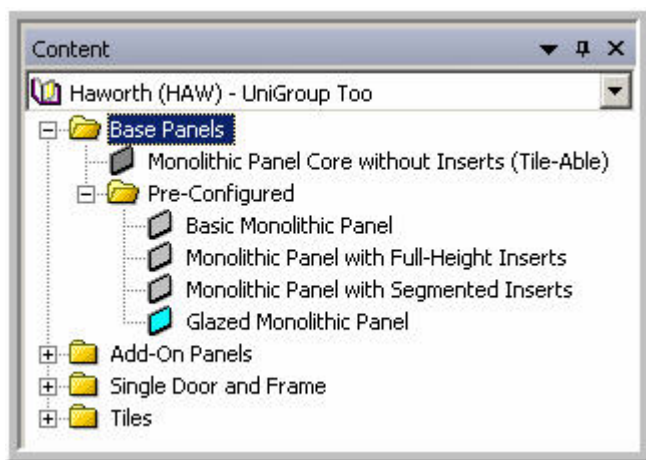 Content
Haworth (HAW) - UniGroup Too
Base Panels
Monolithic Panel Core without Inserts (Tile-Able)
Pre-Configured
Basic Monolithic Panel
Monolithic Panel with Full-Height Inserts
Monolithic Panel with Segmented Inserts
Glazed Monolithic Panel
Add-On Panels
Single Door and Frame
Tiles